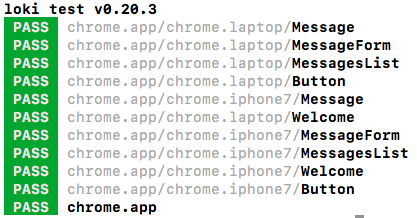 loki test v0.20.3
PASS chrome.app/chrome.laptop/Message
PASS chrome.app/chrome.laptop/MessageForm
PASS chrome.app/chrome.laptop/MessagesList
PASS chrome.app/chrome.laptop/Button
PASS chrome.app/chrome.iphone7/Message
PASS chrome.app/chrome.laptop/Welcome
PASS chrome.app/chrome.iphone7/MessageForm
PASS chrome.app/chrome.iphone7/MessagesList
PASS chrome.app/chrome.iphone7/Welcome
PASS chrome.app/chrome.iphone7/Button
PASS chrome.app